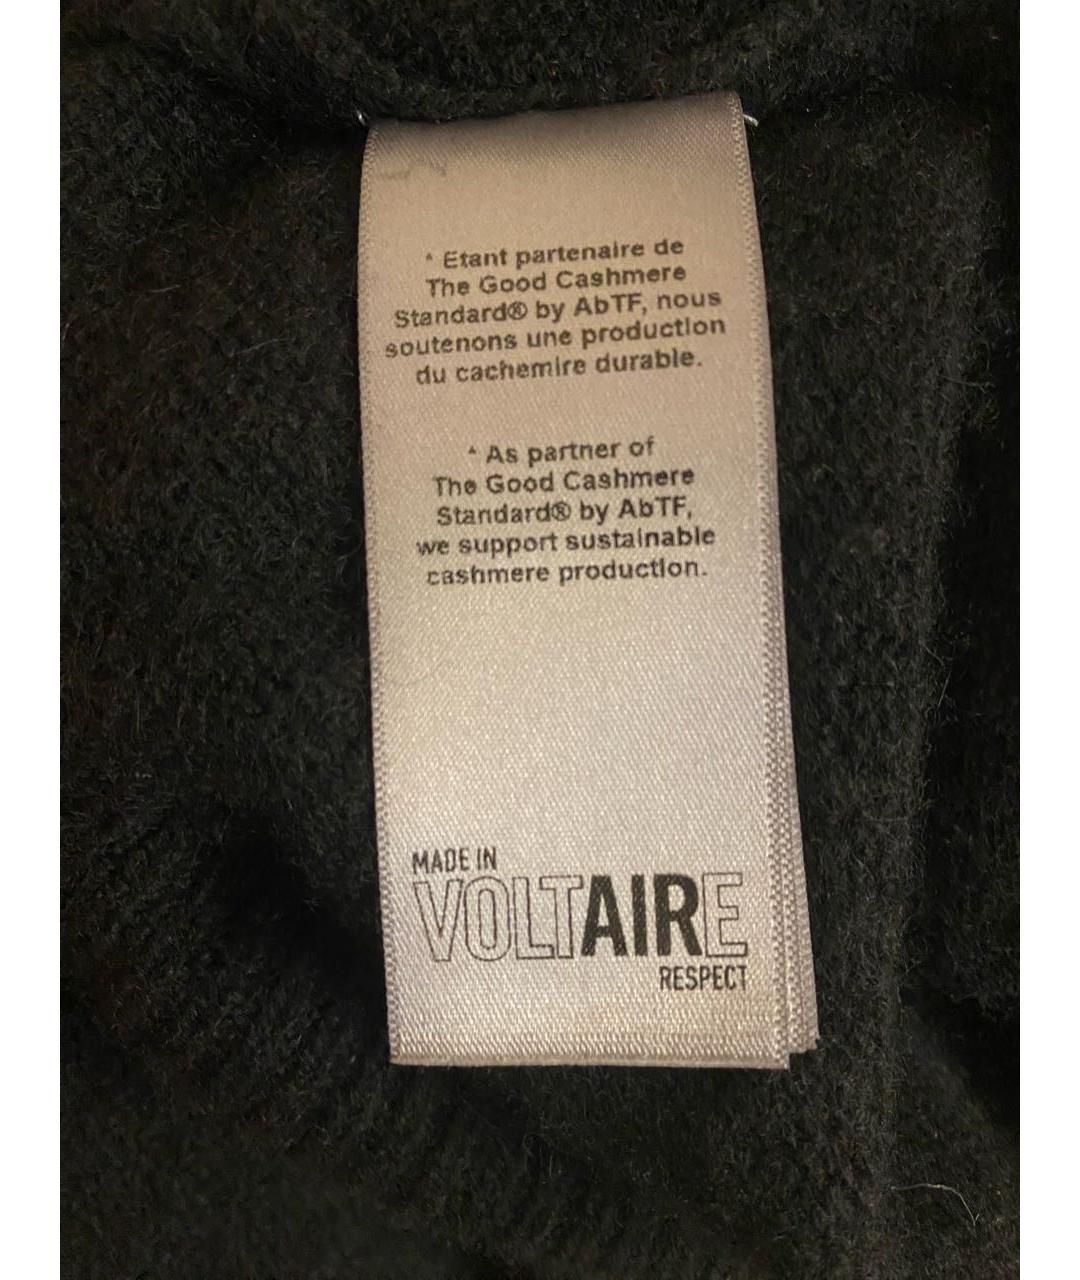 * Etant partenaire de
The Good Cashmere
Standard® by AbTF, nous
soutenons une production
du cachemire durable.
* As partner of
The Good Cashmere
Standard® by AbTF,
we support sustainable
cashmere production.
MADE IN
VOLTAIRE
RESPECT